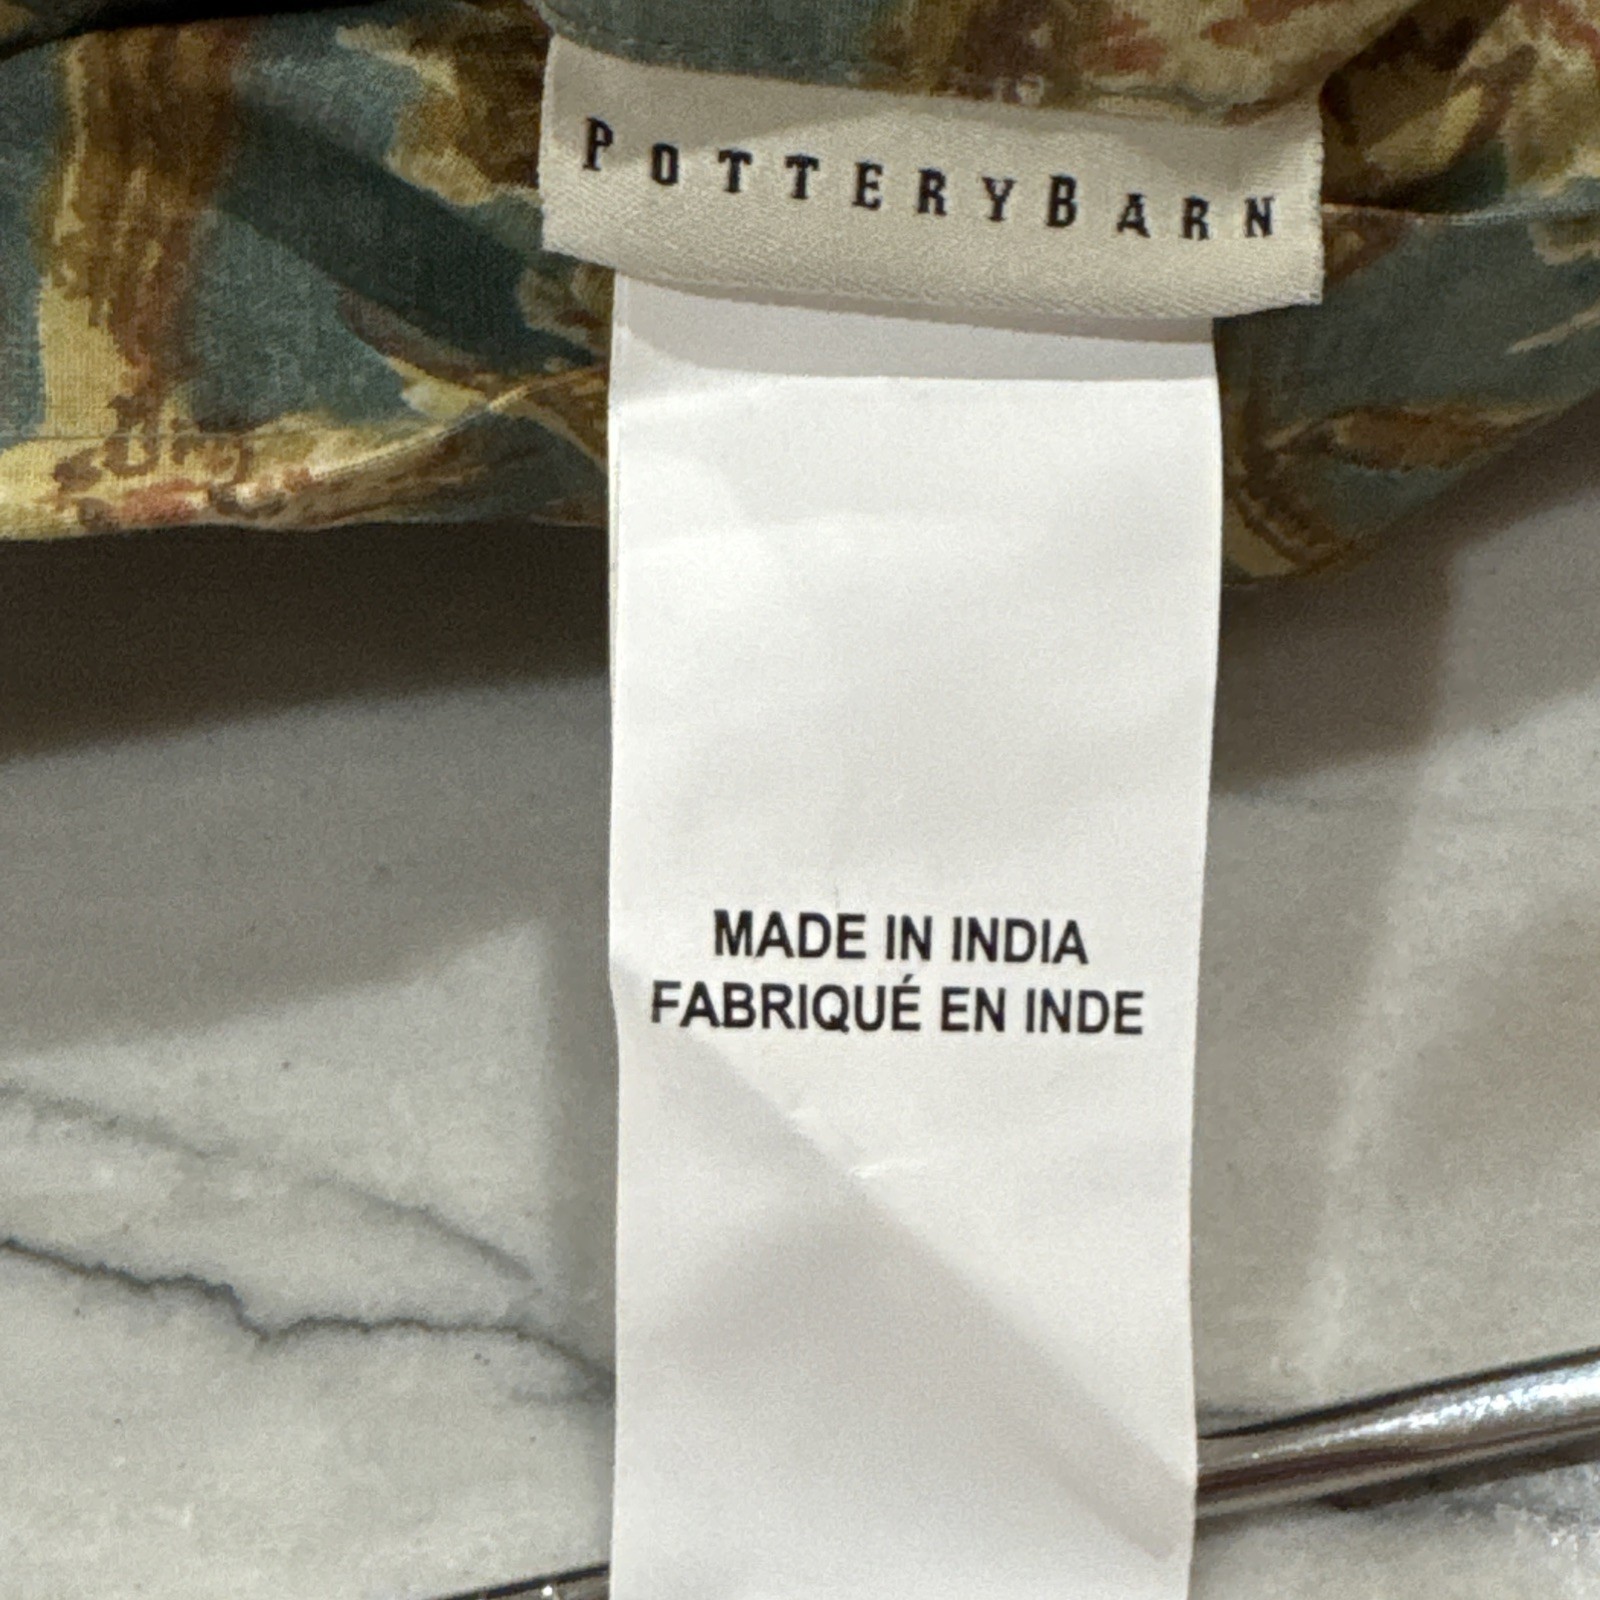 POTTERYBARN
MADE IN INDIA
FABRIQUÉ EN INDE